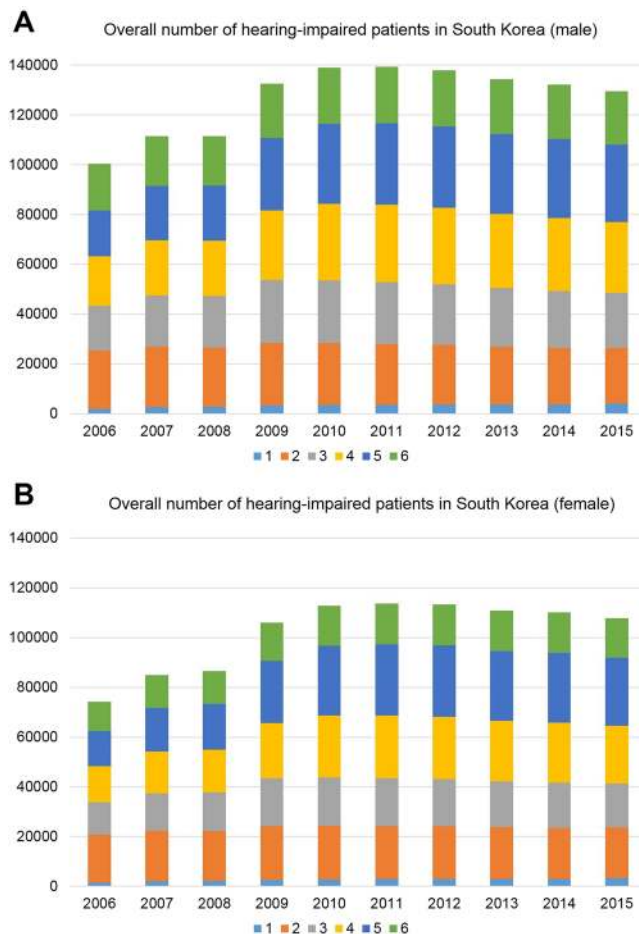 A
Overall number of hearing-impaired patients in South Korea (male)
140000
120000
100000
80000
60000
40000
20000
0
2006 2007 2008 2009 2010 2011 2012 2013 2014 2015
1 2 3 4 5 6
B
Overall number of hearing-impaired patients in South Korea (female)
140000
120000
100000
80000
60000
40000
20000
0
2006 2007 2008 2009 2010 2011 2012 2013 2014 2015
1 2 3 4 5 6